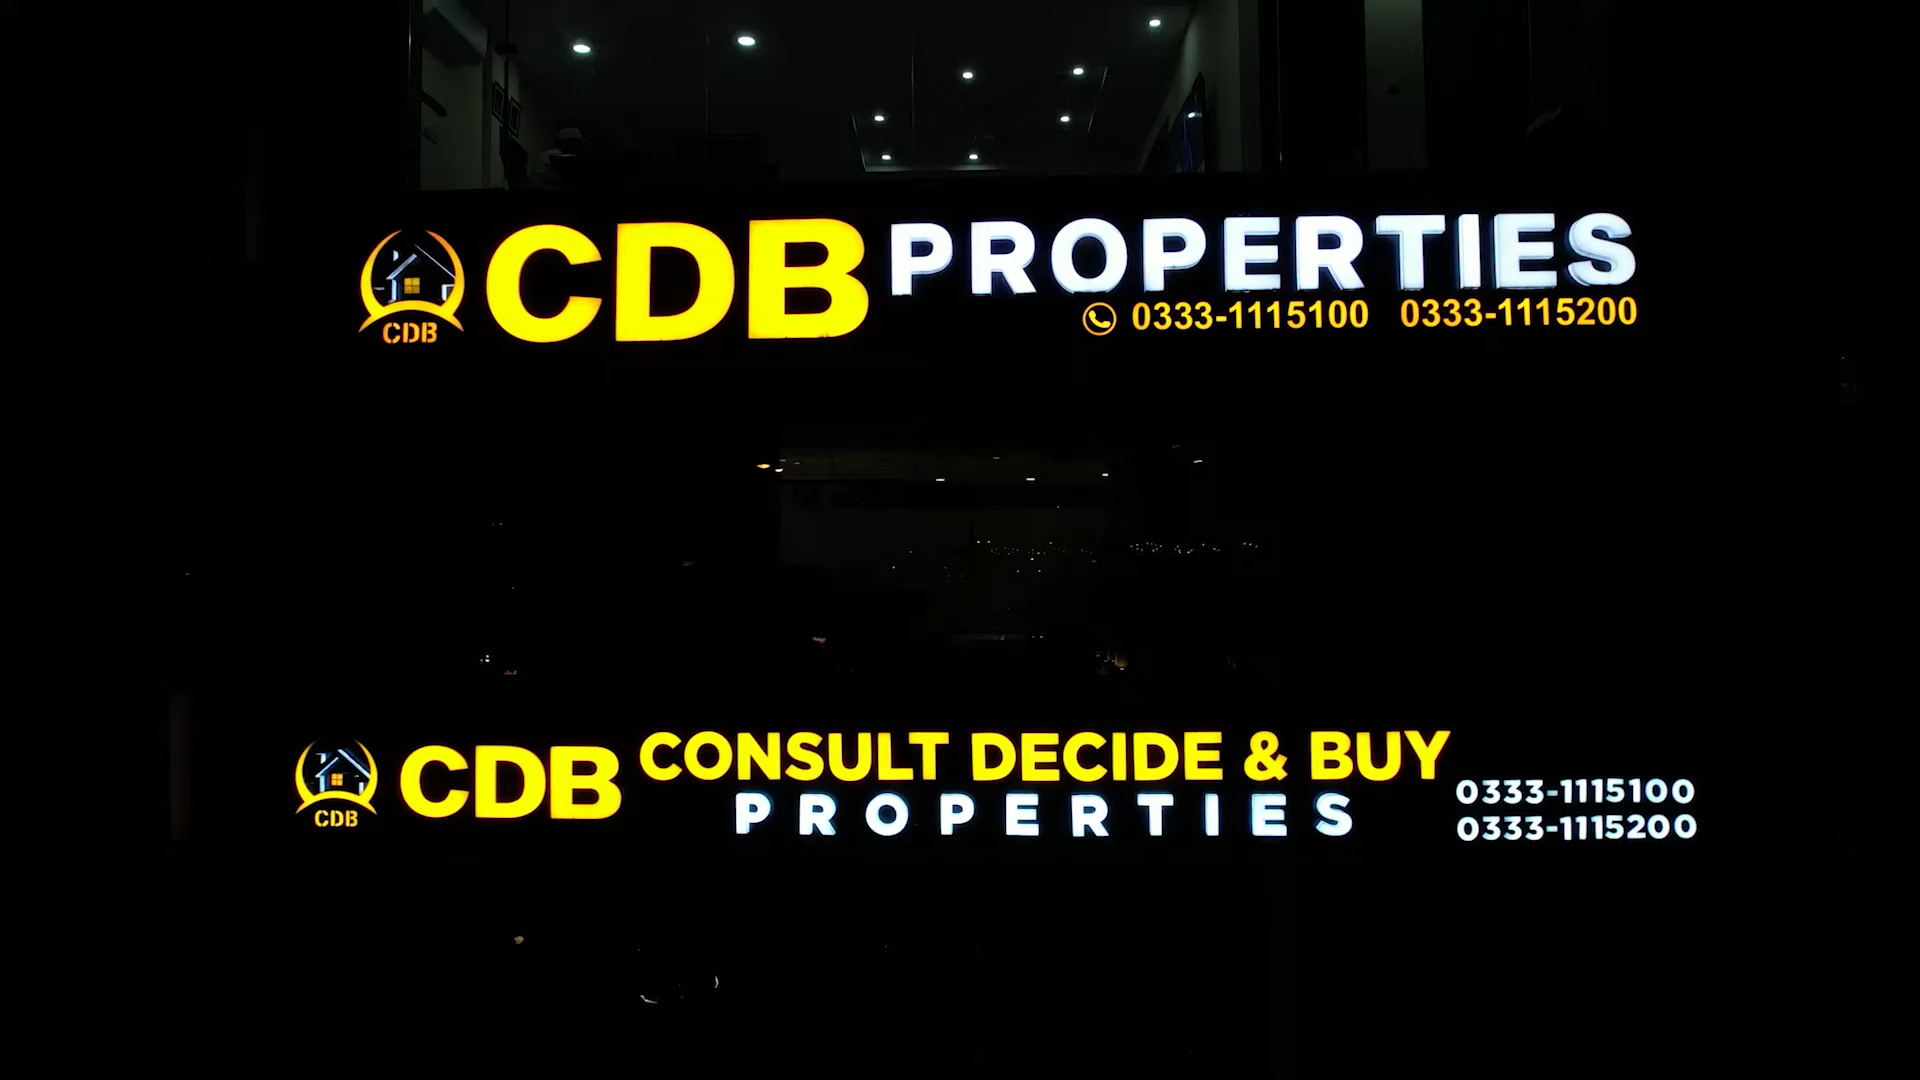 CDB PROPERTIES
0333-1115100 0333-1115200
CDB
CDB CONSULT DECIDE & BUY
PROPERTIES
0333-1115100
0333-1115200
CDB